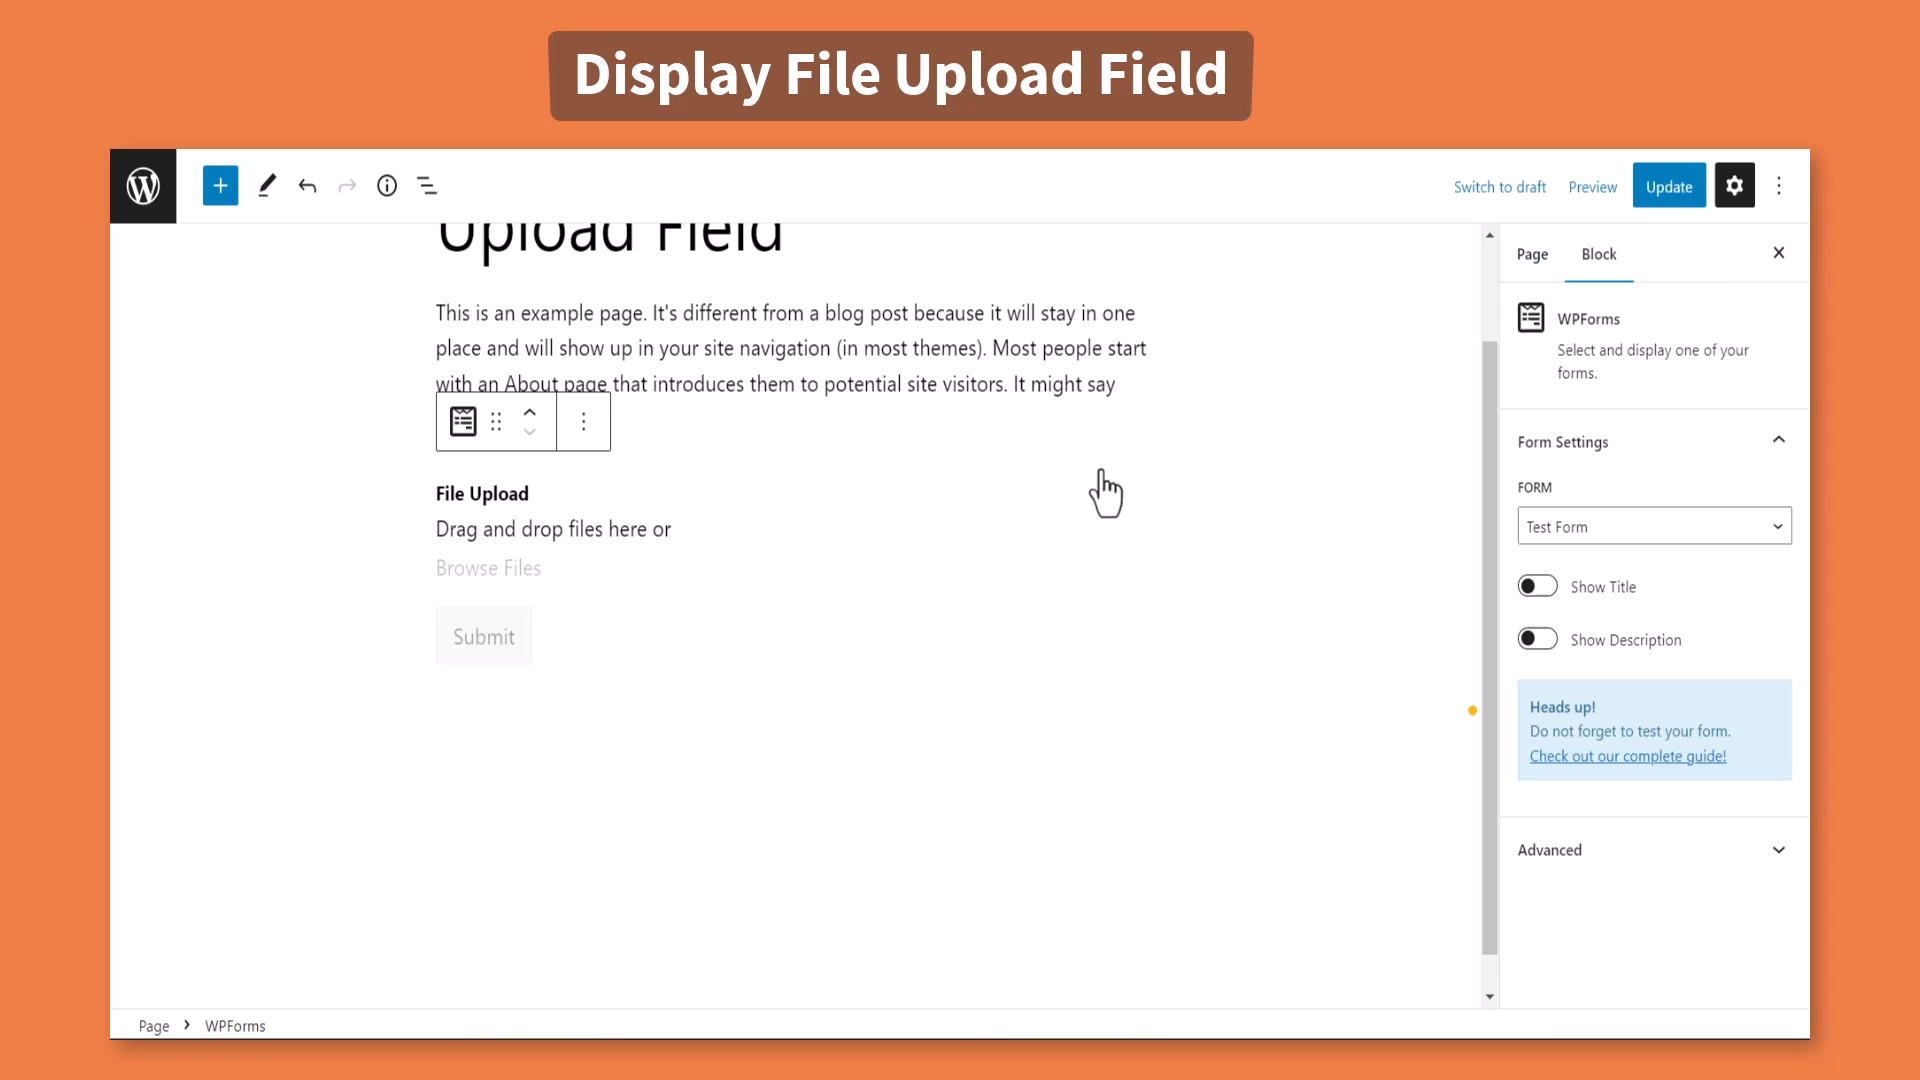 Display File Upload Field
Switch to draft
Preview
Update
Upload Field
This is an example page. It's different from a blog post because it will stay in one
place and will show up in your site navigation (in most themes). Most people start
with an About page that introduces them to potential site visitors. It might say
File Upload
Drag and drop files here or
Browse Files
Submit
Page
Block
WPForms
Select and display one of your
forms.
Form Settings
FORM
Test Form
Show Title
Show Description
Heads up!
Do not forget to test your form.
Check out our complete guide!
Advanced
Page
WPForms